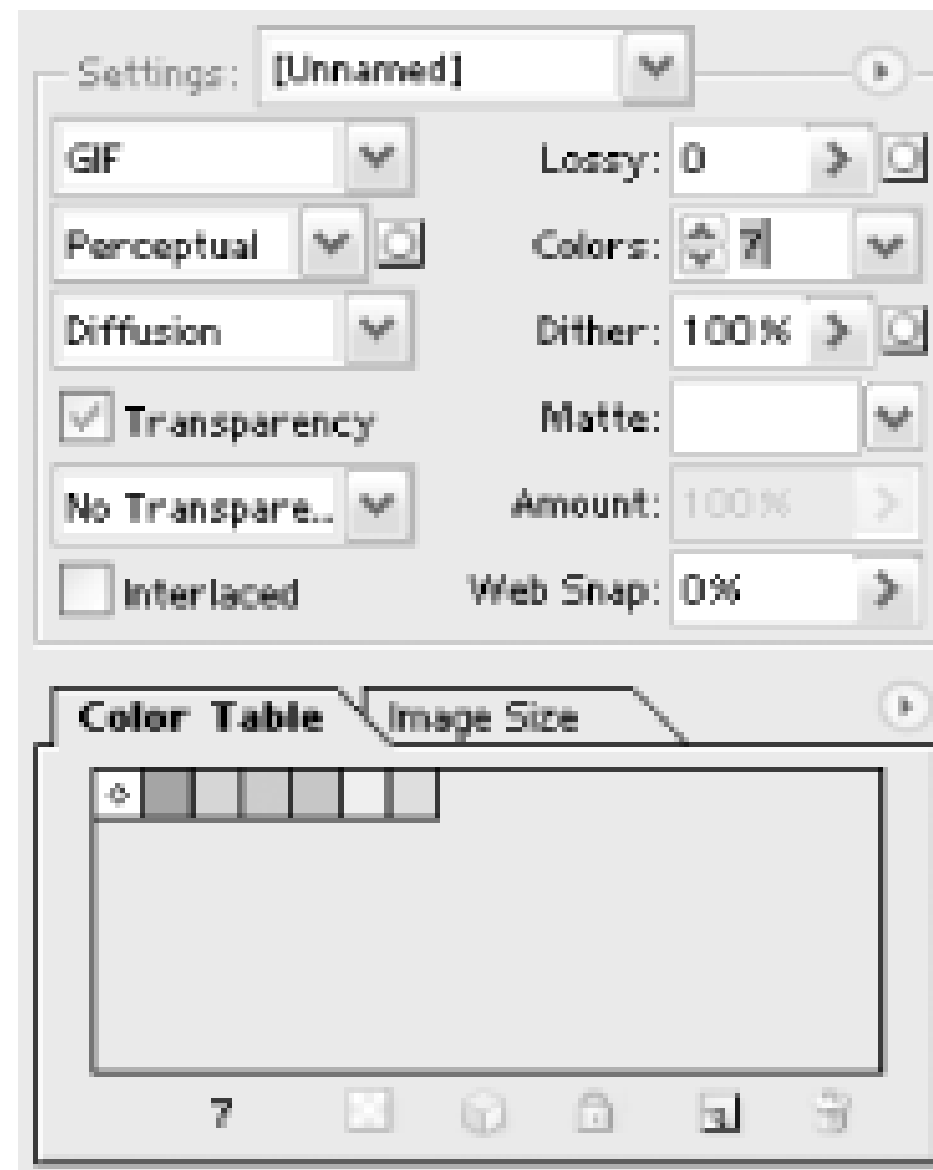 Settings: [Unnamed]
GIF Lossy: 0
Perceptual Colors: 7
Diffusion Dither: 100%
Transparency Matte:
No Transpare... Amount: 100%
Interlaced Web Snap: 0%
Color Table Image Size
7